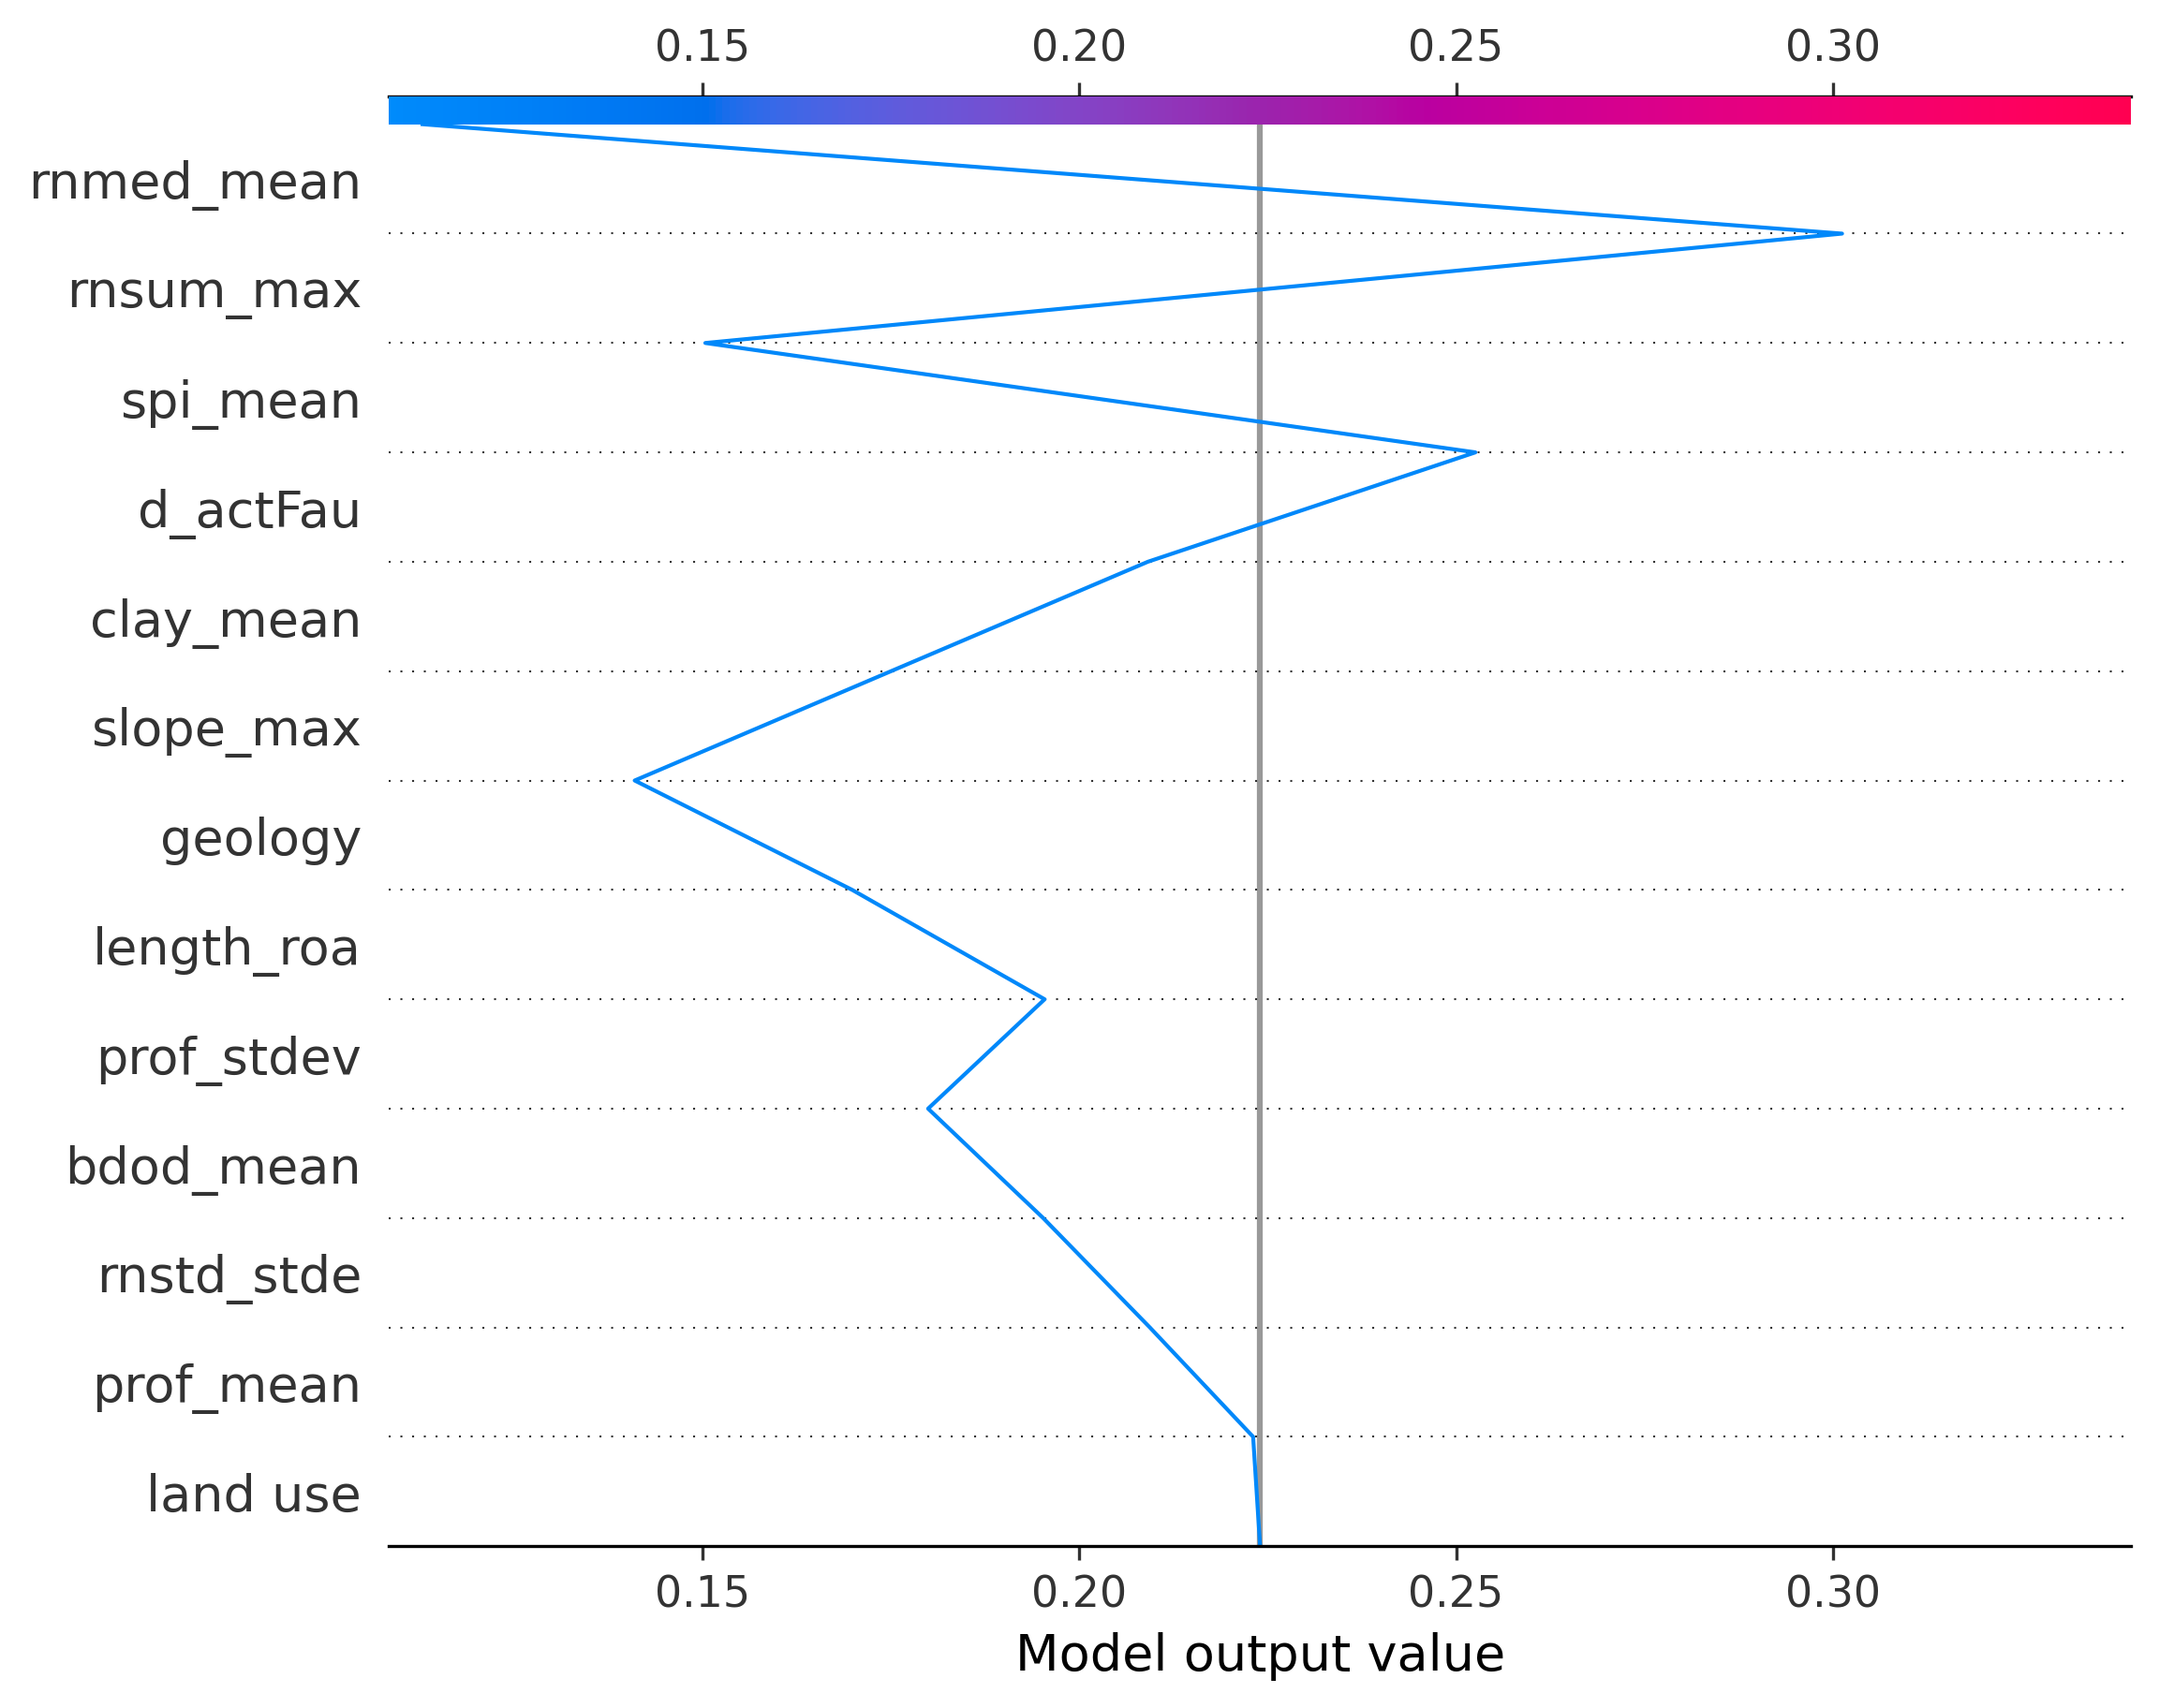 0.15 0.20 0.25 0.30
rnmed_mean
rnsum_max
spi_mean
d_actFau
clay_mean
slope_max
geology
length_roa
prof_stdev
bdod_mean
rnstd_stde
prof_mean
land use
0.15 0.20 0.25 0.30
Model output value